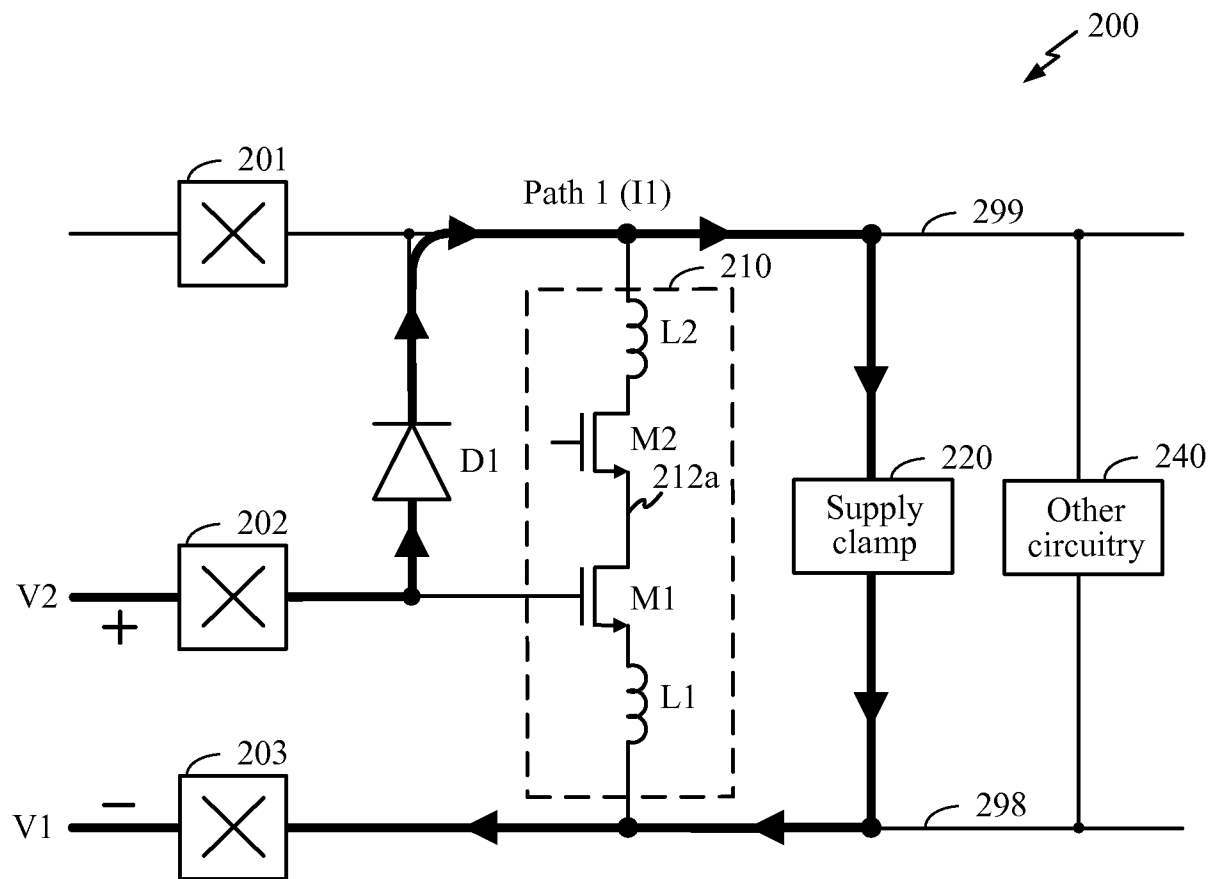 200
201
Path 1 (I1)
299
210
L2
M2
D1
212a
220
240
Supply
clamp
Other
circuitry
202
V2
+
M1
L1
203
V1
−
298